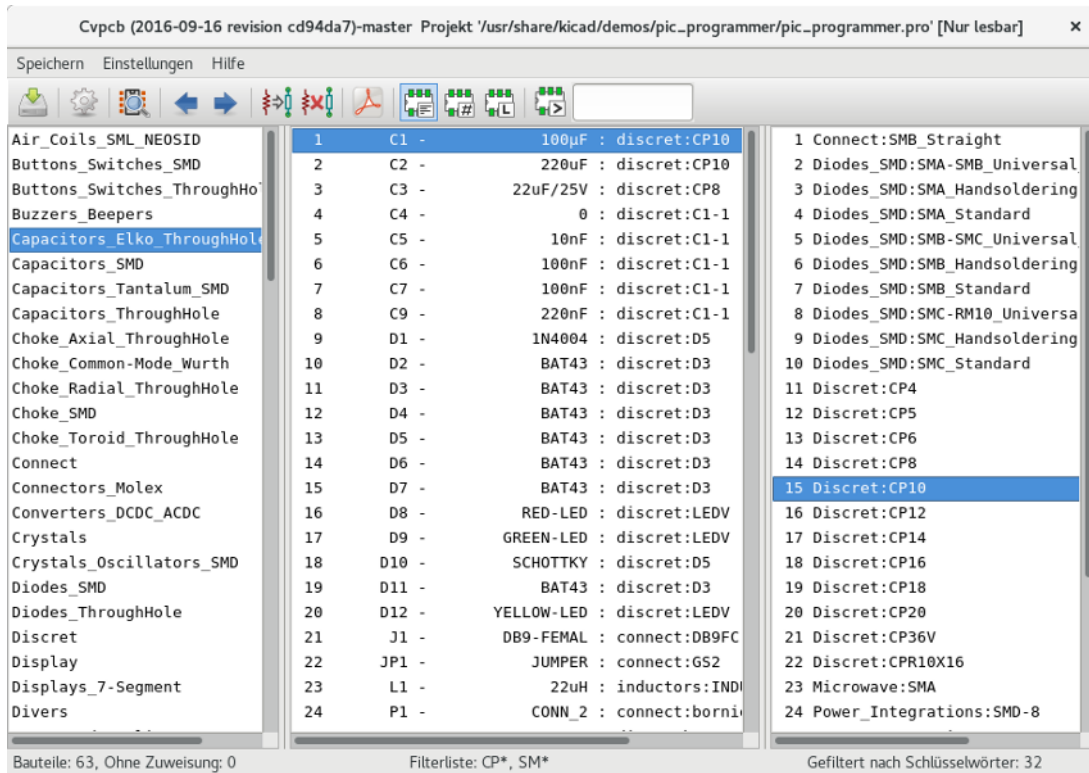 Cvpcb (2016-09-16 revision cd94da7)-master Projekt '/usr/share/kicad/demos/pic_programmer/pic_programmer.pro' [Nur lesbar]
Speichern Einstellungen Hilfe
Air_Coils_SML_NEOSID
Buttons_Switches_SMD
Buttons_Switches_ThroughHo
Buzzers_Beepers
Capacitors_Elko_ThroughHole
Capacitors_SMD
Capacitors_Tantalum_SMD
Capacitors_ThroughHole
Choke_Axial_ThroughHole
Choke_Common-Mode_Wurth
Choke_Radial_ThroughHole
Choke_SMD
Choke_Toroid_ThroughHole
Connect
Connectors_Molex
Converters_DCDC_ACDC
Crystals
Crystals_Oscillators_SMD
Diodes_SMD
Diodes_ThroughHole
Discret
Display
Displays_7-Segment
Divers
1 C1 - 100µF : discret:CP10
2 C2 - 220uF : discret:CP10
3 C3 - 22uF/25V : discret:CP8
4 C4 - 0 : discret:C1-1
5 C5 - 10nF : discret:C1-1
6 C6 - 100nF : discret:C1-1
7 C7 - 100nF : discret:C1-1
8 C9 - 220nF : discret:C1-1
9 D1 - 1N4004 : discret:D5
10 D2 - BAT43 : discret:D3
11 D3 - BAT43 : discret:D3
12 D4 - BAT43 : discret:D3
13 D5 - BAT43 : discret:D3
14 D6 - BAT43 : discret:D3
15 D7 - BAT43 : discret:D3
16 D8 - RED-LED : discret:LEDV
17 D9 - GREEN-LED : discret:LEDV
18 D10 - SCHOTTKY : discret:D5
19 D11 - BAT43 : discret:D3
20 D12 - YELLOW-LED : discret:LEDV
21 J1 - DB9-FEMAL : connect:DB9FC
22 JP1 - JUMPER : connect:GS2
23 L1 - 22uH : inductors:IND
24 P1 - CONN_2 : connect:borni
1 Connect:SMB_Straight
2 Diodes_SMD:SMA-SMB_Universal_
3 Diodes_SMD:SMA_Handsoldering
4 Diodes_SMD:SMA_Standard
5 Diodes_SMD:SMB-SMC_Universal
6 Diodes_SMD:SMB_Handsoldering
7 Diodes_SMD:SMB_Standard
8 Diodes_SMD:SMC-RM10_Universa
9 Diodes_SMD:SMC_Handsoldering
10 Diodes_SMD:SMC_Standard
11 Discret:CP4
12 Discret:CP5
13 Discret:CP6
14 Discret:CP8
15 Discret:CP10
16 Discret:CP12
17 Discret:CP14
18 Discret:CP16
19 Discret:CP18
20 Discret:CP20
21 Discret:CP36V
22 Discret:CPR10X16
23 Microwave:SMA
24 Power_Integrations:SMD-8
Bauteile: 63, Ohne Zuweisung: 0
Filterliste: CP*, SM*
Gefiltert nach Schlüsselwörter: 32